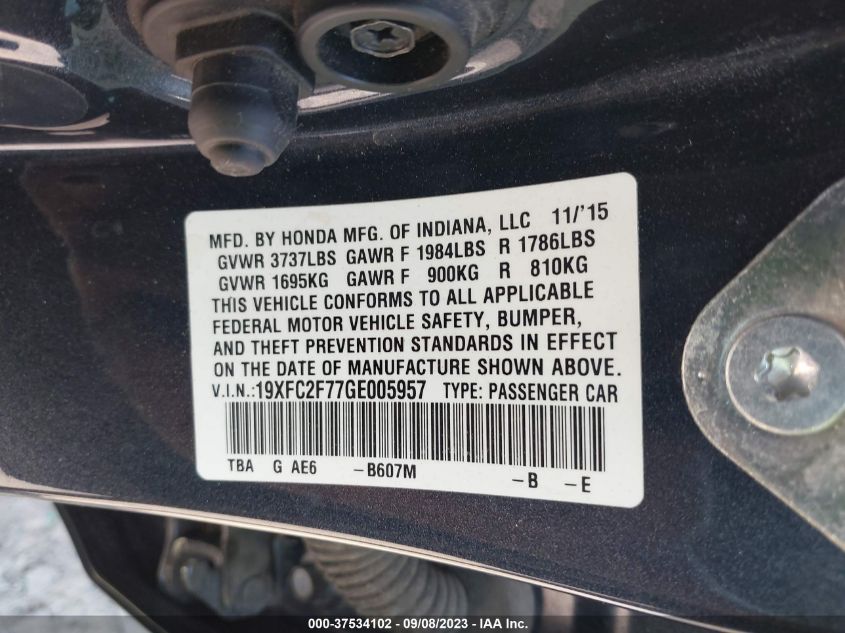 MFD. BY HONDA MFG. OF INDIANA, LLC 11/'15
GVWR 3737LBS GAWR F 1984LBS R 1786LBS
GVWR 1695KG GAWR F 900KG R 810KG
THIS VEHICLE CONFORMS TO ALL APPLICABLE
FEDERAL MOTOR VEHICLE SAFETY, BUMPER,
AND THEFT PREVENTION STANDARDS IN EFFECT
ON THE DATE OF MANUFACTURE SHOWN ABOVE.
V.I.N.:19XFC2F77GE005957 TYPE: PASSENGER CAR
TBA G AE6 -B607M -B -E
000-37534102 - 09/08/2023 - IAA Inc.